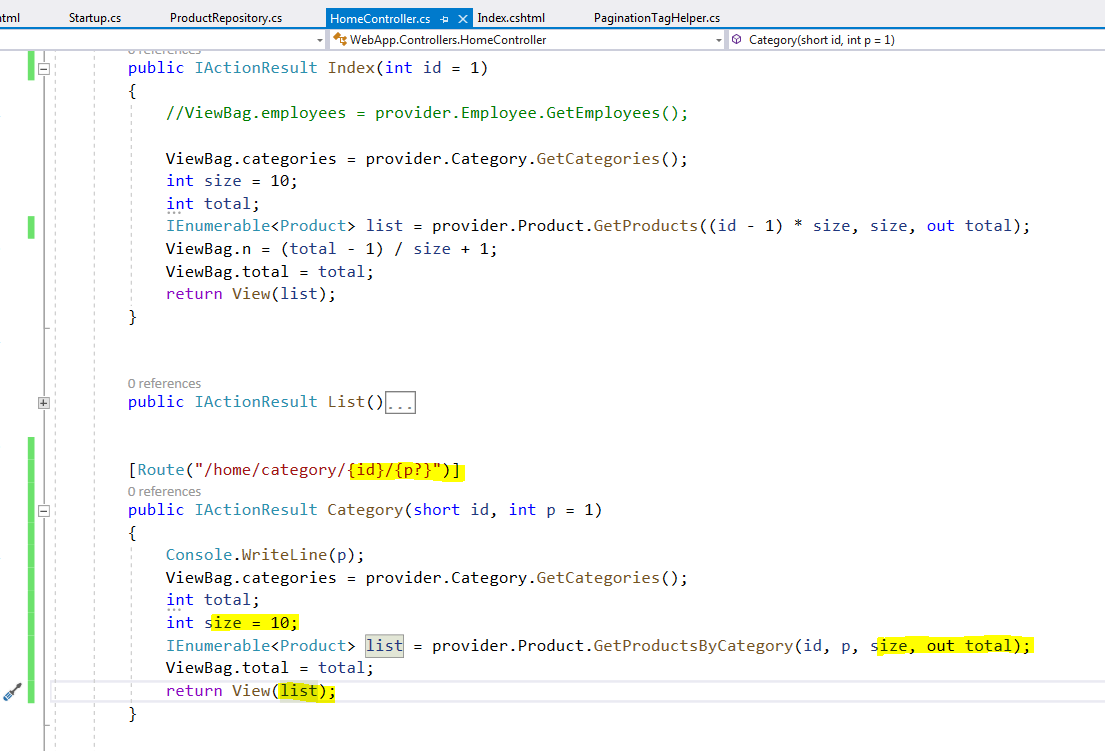 tml Startup.cs ProductRepository.cs HomeController.cs Index.cshtml PaginationTagHelper.cs
WebApp.Controllers.HomeController Category(short id, int p = 1)
0 references
public IActionResult Index(int id = 1)
{
//ViewBag.employees = provider.Employee.GetEmployees();
ViewBag.categories = provider.Category.GetCategories();
int size = 10;
int total;
IEnumerable<Product> list = provider.Product.GetProducts((id - 1) * size, size, out total);
ViewBag.n = (total - 1) / size + 1;
ViewBag.total = total;
return View(list);
}
0 references
public IActionResult List()...
[Route("/home/category/{id}/{p?}")]
0 references
public IActionResult Category(short id, int p = 1)
{
Console.WriteLine(p);
ViewBag.categories = provider.Category.GetCategories();
int total;
int size = 10;
IEnumerable<Product> list = provider.Product.GetProductsByCategory(id, p, size, out total);
ViewBag.total = total;
return View(list);
}